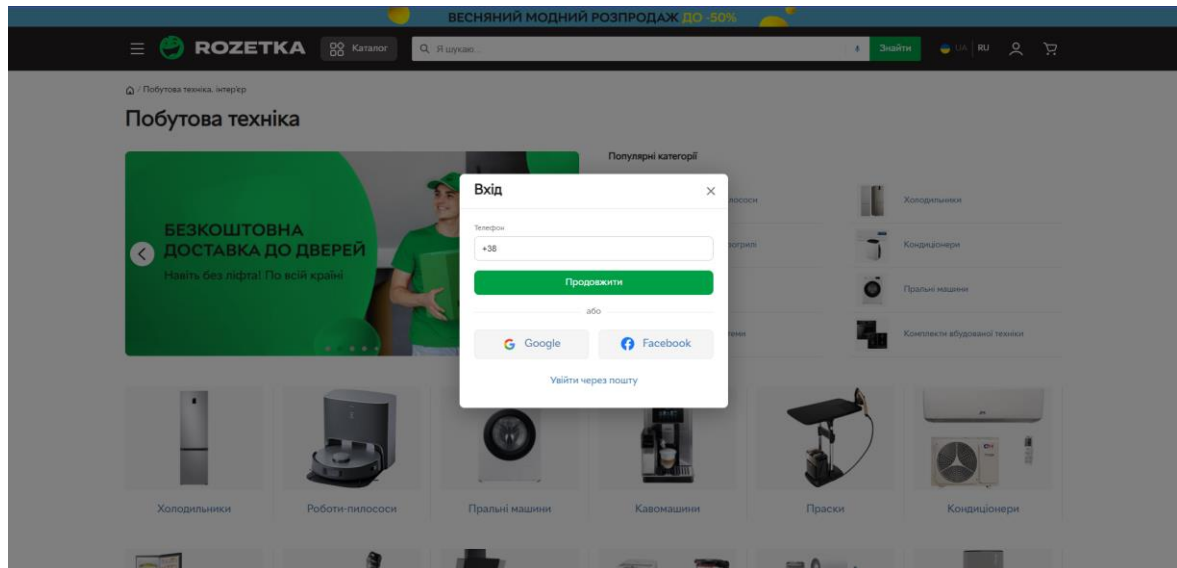 ВЕСНЯНИЙ МОДНИЙ РОЗПРОДАЖ ДО -50%
ROZETKA
Каталог
Я шукаю...
Знайти
UA | RU
/ Побутова техніка. інтер'єр
Побутова техніка
БЕЗКОШТОВНА
ДОСТАВКА ДО ДВЕРЕЙ
Навіть без ліфта! По всій країні
Популярні категорії
Холодильники
Кондиціонери
Пральні машини
Комплекти вбудованої техніки
Вхід
Телефон
+38
Продовжити
або
Google
Facebook
Увійти через пошту
Холодильники
Роботи-пилососи
Пральні машини
Кавомашини
Праски
Кондиціонери